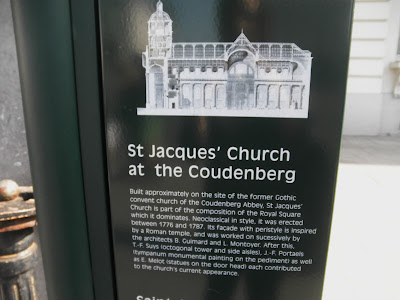 St Jacques' Church
at the Coudenberg
Built approximately on the site of the former Gothic
convent church of the Coudenberg Abbey, St Jacques'
Church is part of the composition of the Royal Square
which it dominates. Neoclassical in style, it was erected
between 1776 and 1787. Its façade with peristyle is inspired
by a Roman temple, and was worked on sucessively by
the architects B. Guimard and L. Montoyer. After this,
T.-F. Suys (octogonal tower and side aisles), J.-F. Portaels
(tympanum monumental painting on the pediment) as well
as E. Melot (statues on the door head) each contributed
to the church's current appearance.